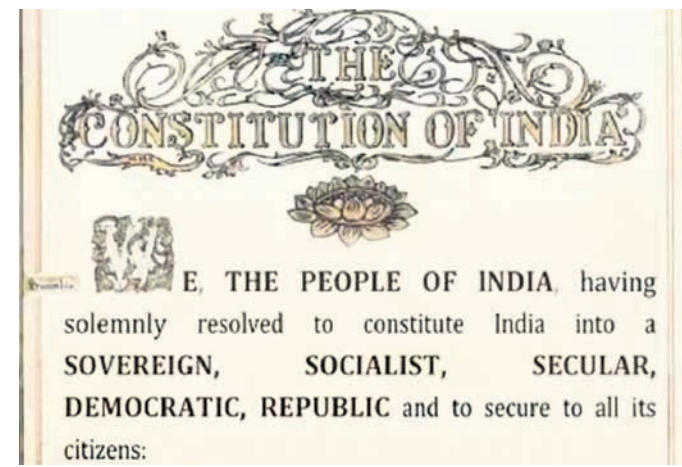 THE
CONSTITUTION OF INDIA
WE, THE PEOPLE OF INDIA, having
solemnly resolved to constitute India into a
SOVEREIGN, SOCIALIST, SECULAR,
DEMOCRATIC, REPUBLIC and to secure to all its
citizens: